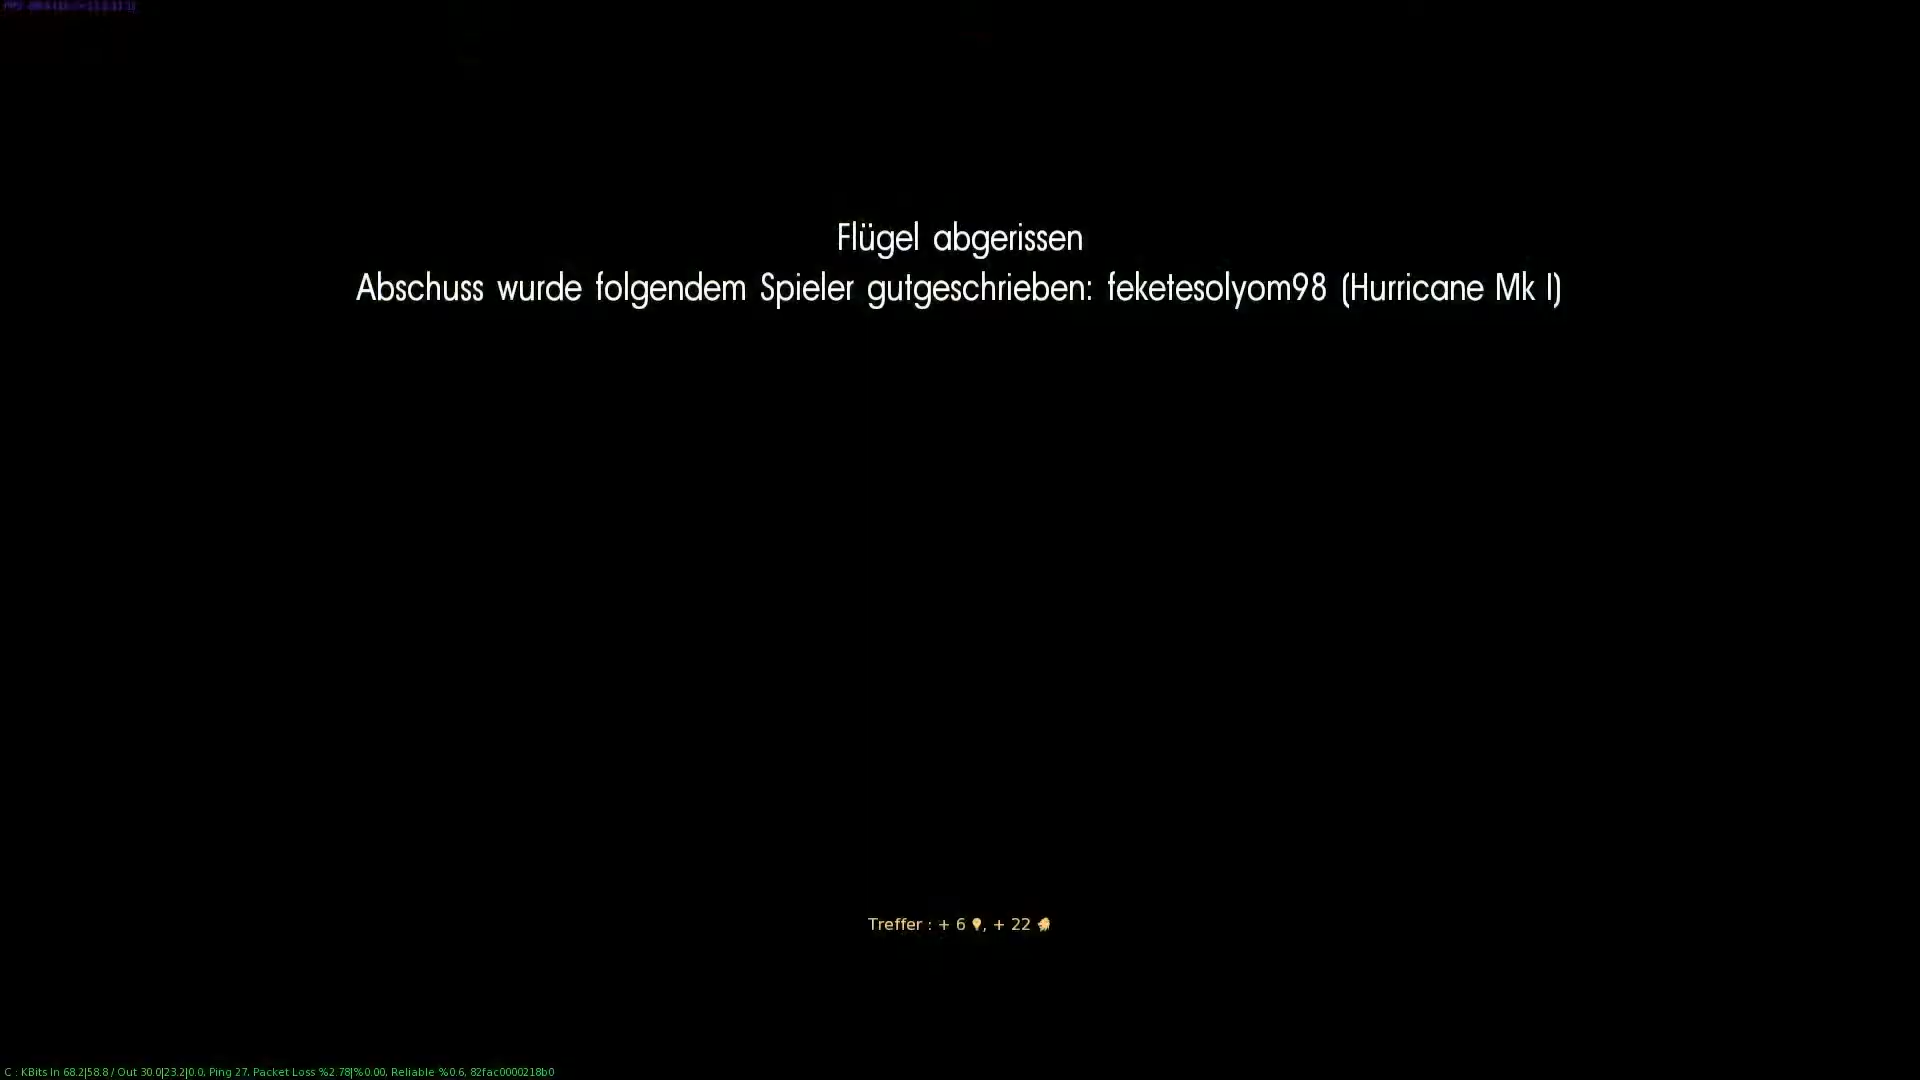 Flügel abgerissen
Abschuss wurde folgendem Spieler gutgeschrieben: feketesolyom98 (Hurricane Mk I)
Treffer : + 6 , + 22
C : KBits In 68.2|58.8 / Out 30.0|23.2|0.0, Ping 27, Packet Loss %2.78|%0.00, Reliable %0.6, 82fac0000218b0